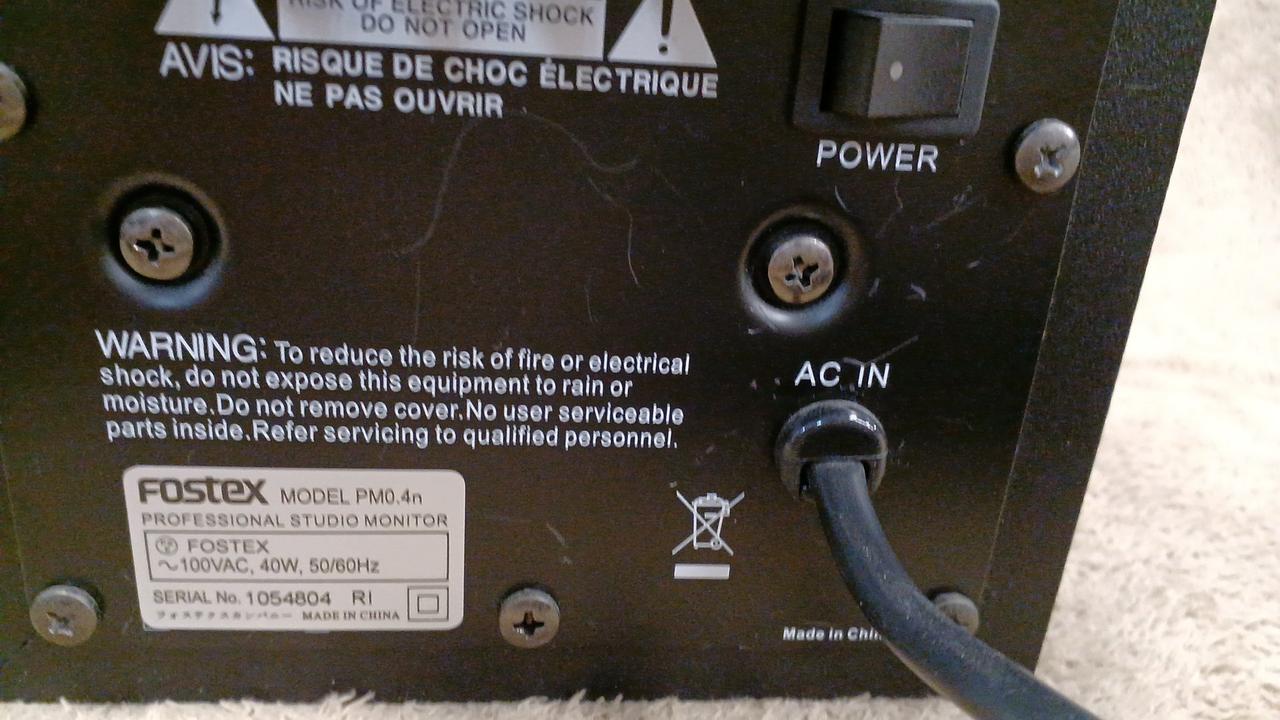 RISK OF ELECTRIC SHOCK
DO NOT OPEN
AVIS: RISQUE DE CHOC ÉLECTRIQUE
NE PAS OUVRIR
POWER
WARNING: To reduce the risk of fire or electrical
shock, do not expose this equipment to rain or
moisture.Do not remove cover.No user serviceable
parts inside.Refer servicing to qualified personnel.
AC IN
FOSTEX MODEL PM0.4n
PROFESSIONAL STUDIO MONITOR
FOSTEX
~100VAC, 40W, 50/60Hz
SERIAL No. 1054804 RI
フォステクスカンパニー MADE IN CHINA
Made in Chin